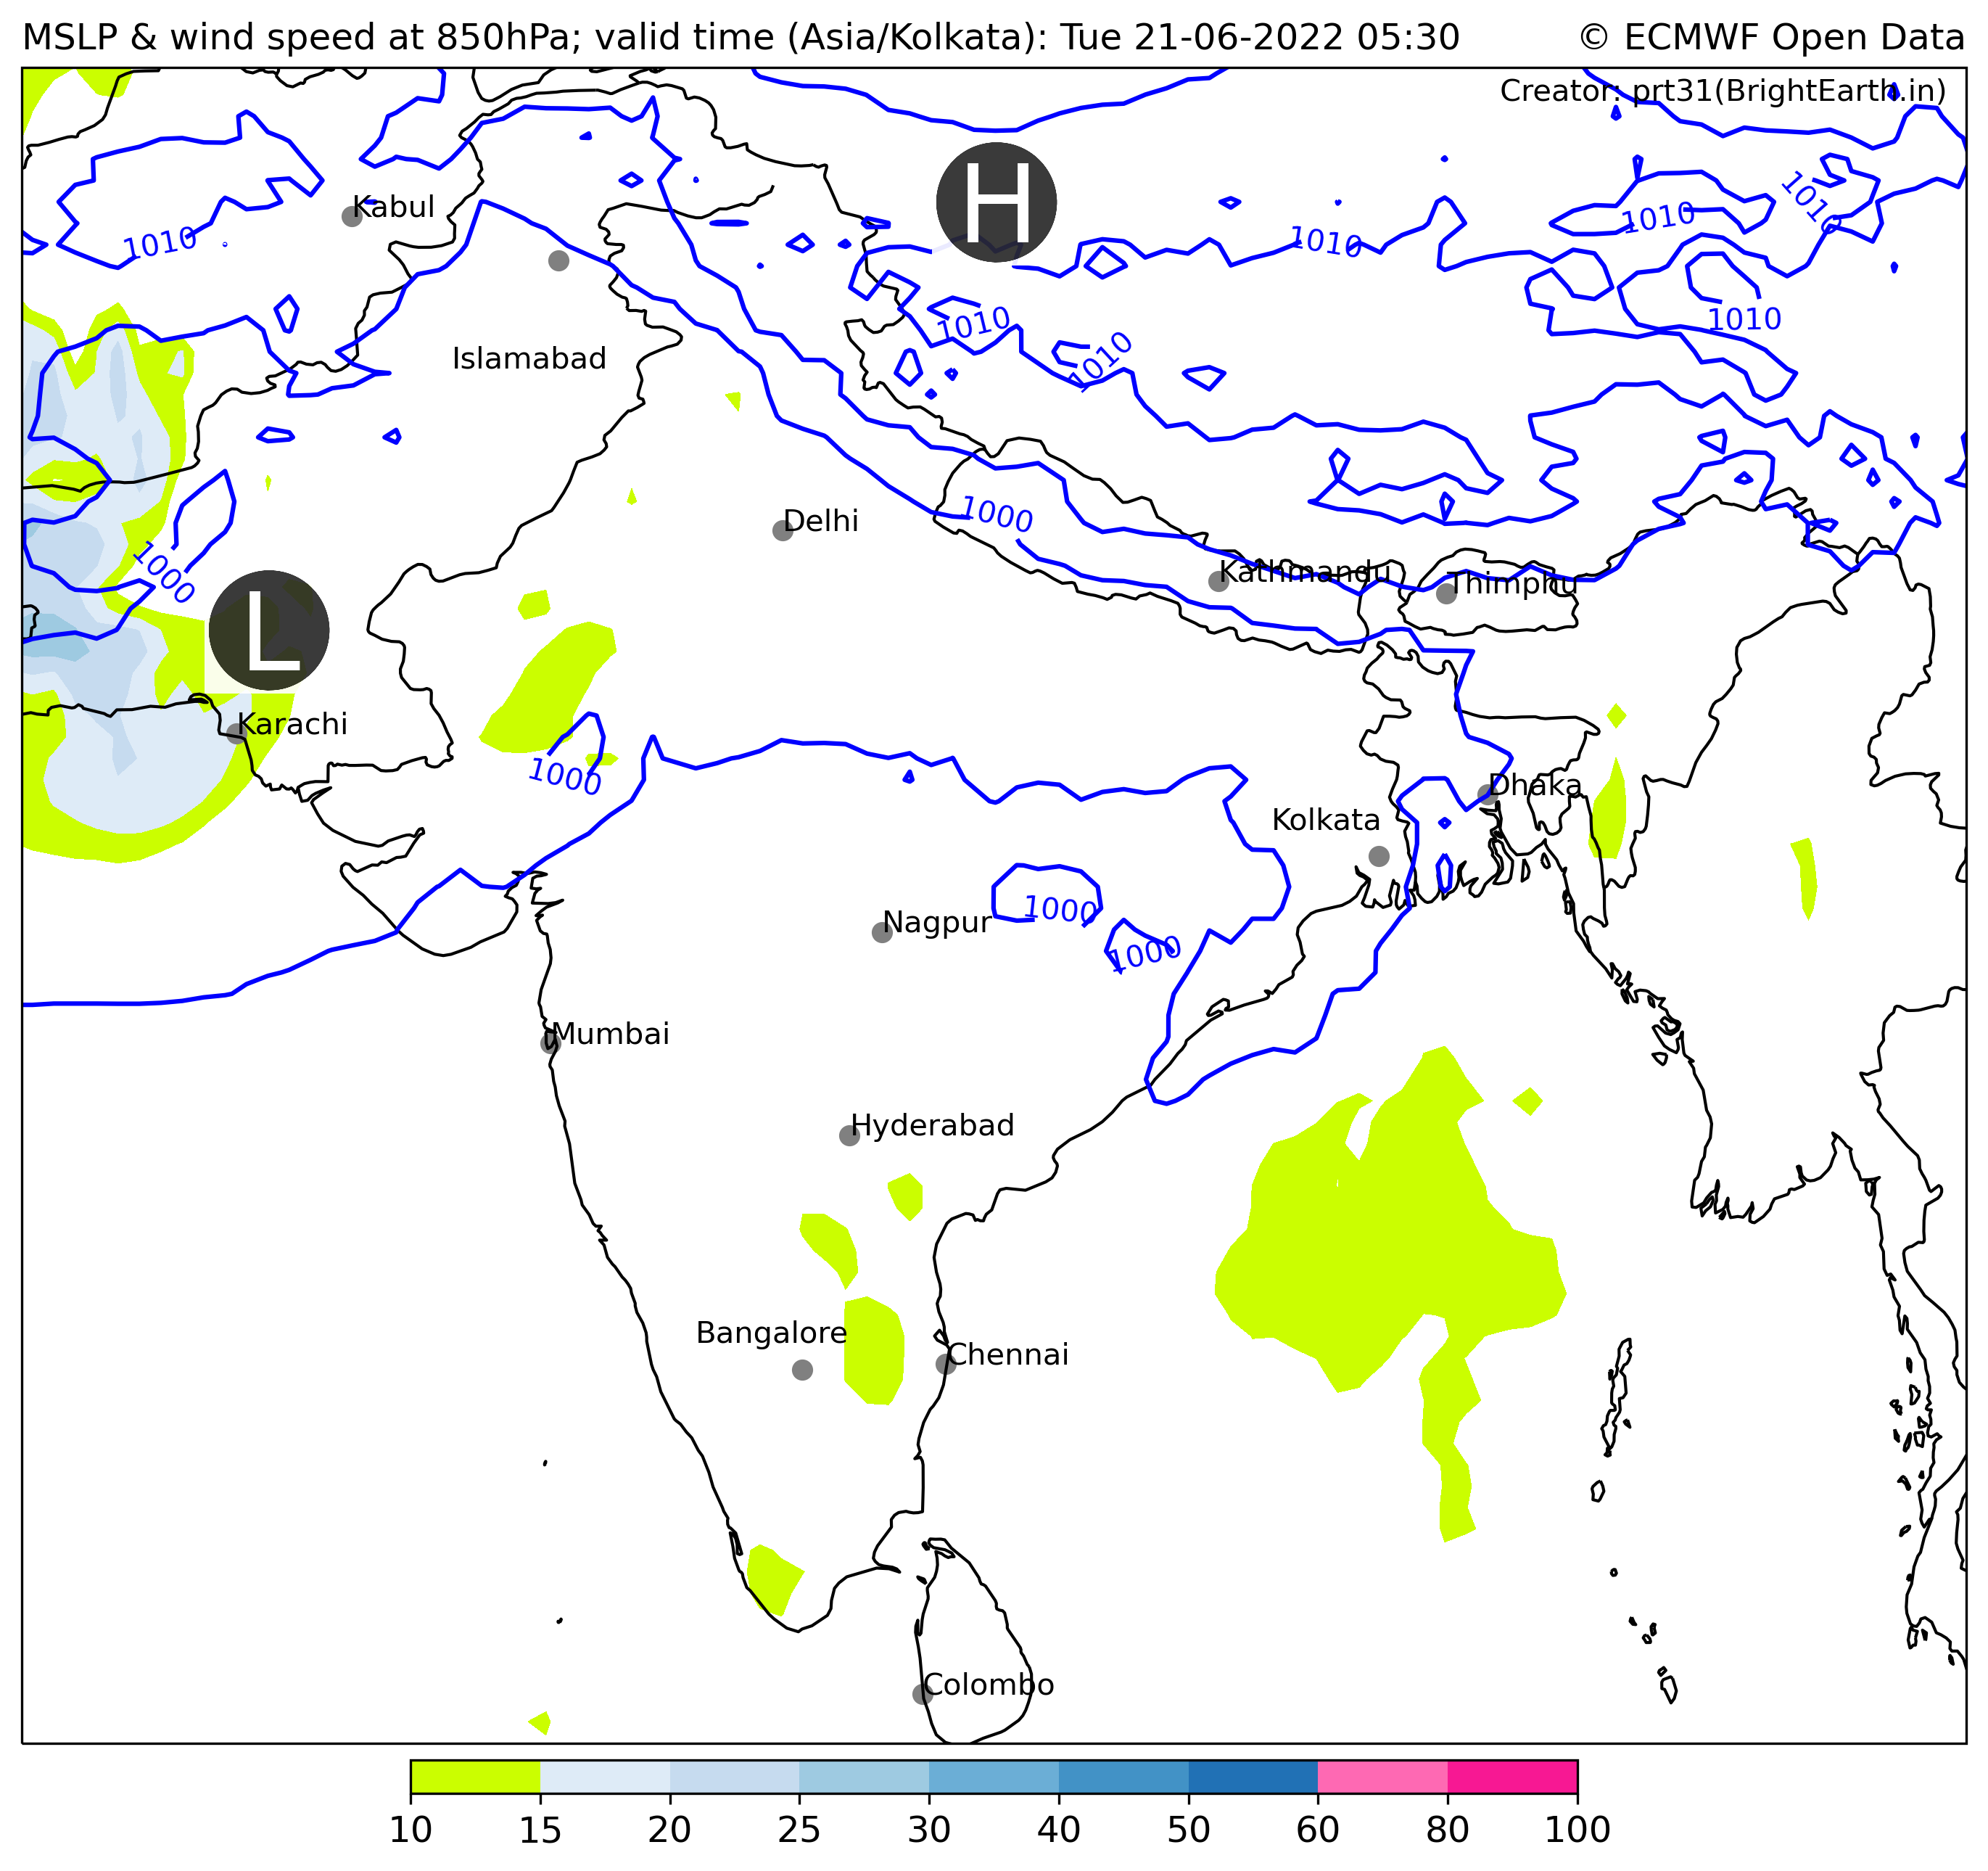 MSLP & wind speed at 850hPa; valid time (Asia/Kolkata): Tue 21-06-2022 05:30
© ECMWF Open Data
Creator: prt31(BrightEarth.in)
H
Kabul
1010
1010
1010
1010
1010
1010
1010
Islamabad
1000
Delhi
1000
Kathmandu
Thimphu
L
Karachi
1000
Dhaka
Kolkata
1000
Nagpur
1000
Mumbai
Hyderabad
Bangalore
Chennai
Colombo
10 15 20 25 30 40 50 60 80 100